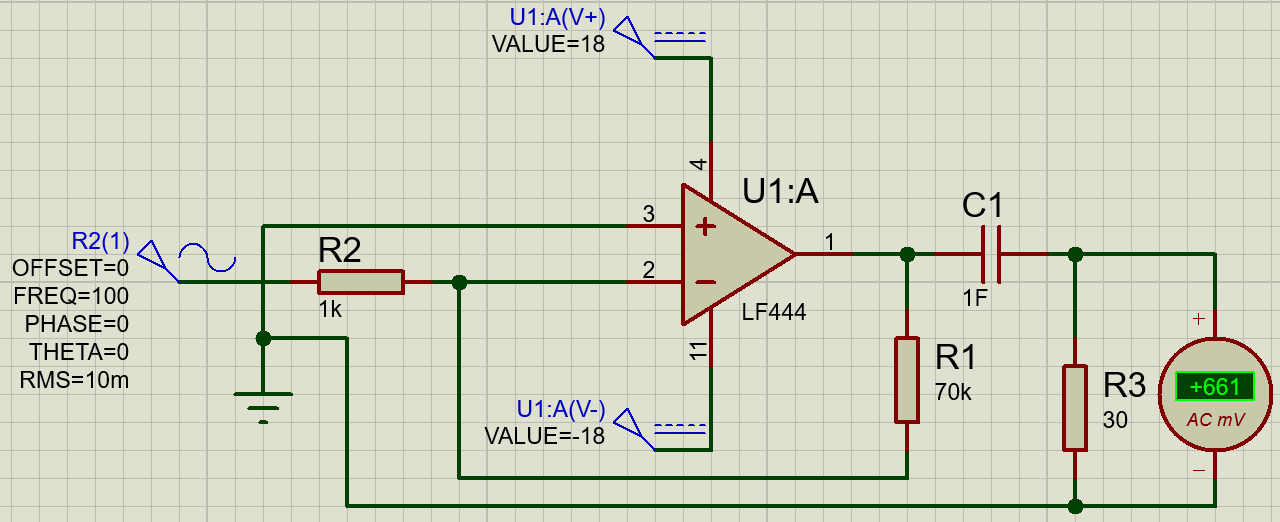 U1:A(V+)
VALUE=18
4
U1:A
3
2
1
LF444
11
U1:A(V-)
VALUE=-18
R2(1)
OFFSET=0
FREQ=100
PHASE=0
THETA=0
RMS=10m
R2
1k
C1
1F
R1
70k
R3
30
+
+661
AC mV
−